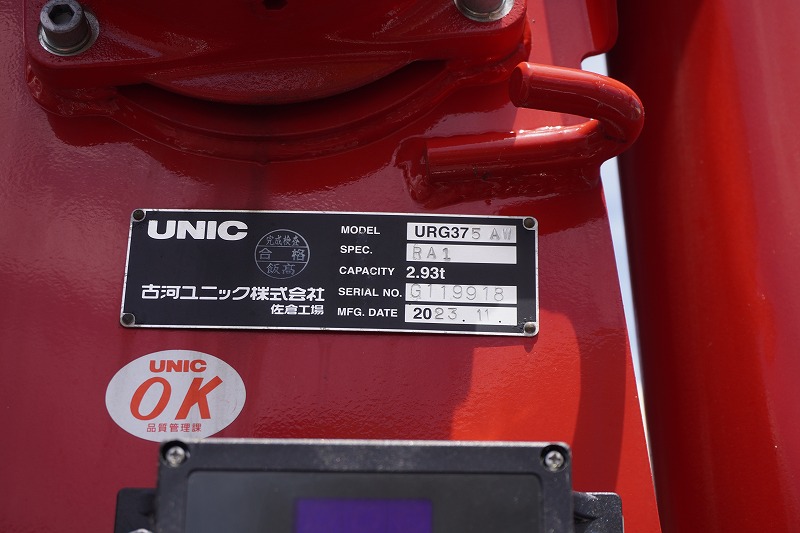 UNIC
完成検査
合格
飯高
古河ユニック株式会社
佐倉工場
MODEL URG375AW
SPEC. RA1
CAPACITY 2.93t
SERIAL NO. G119918
MFG. DATE 2023.11.
UNIC
OK
品質管理課